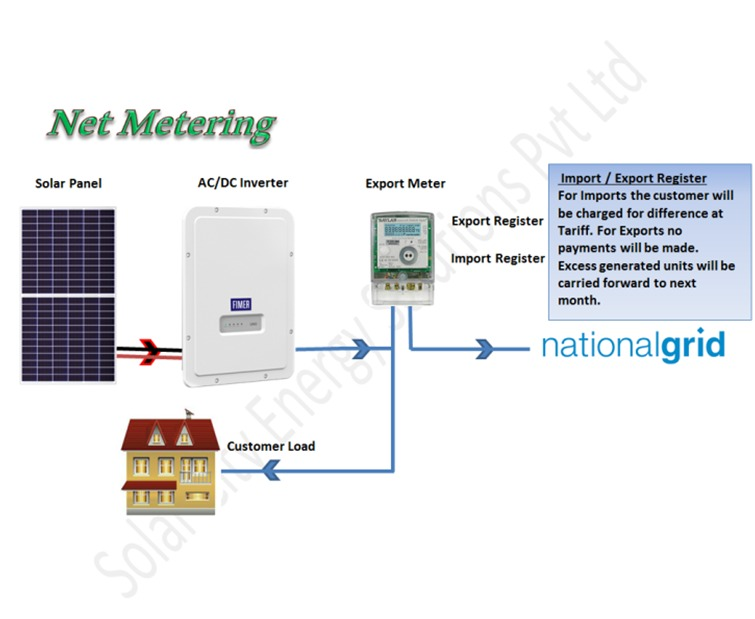 Net Metering
Solar Panel
AC/DC Inverter
Export Meter
Export Register
Import Register
Import / Export Register
For Imports the customer will
be charged for difference at
Tariff. For Exports no
payments will be made.
Excess generated units will be
carried forward to next
month.
FIMER
nationalgrid
Customer Load
Solar City Energy Solutions Pvt Ltd